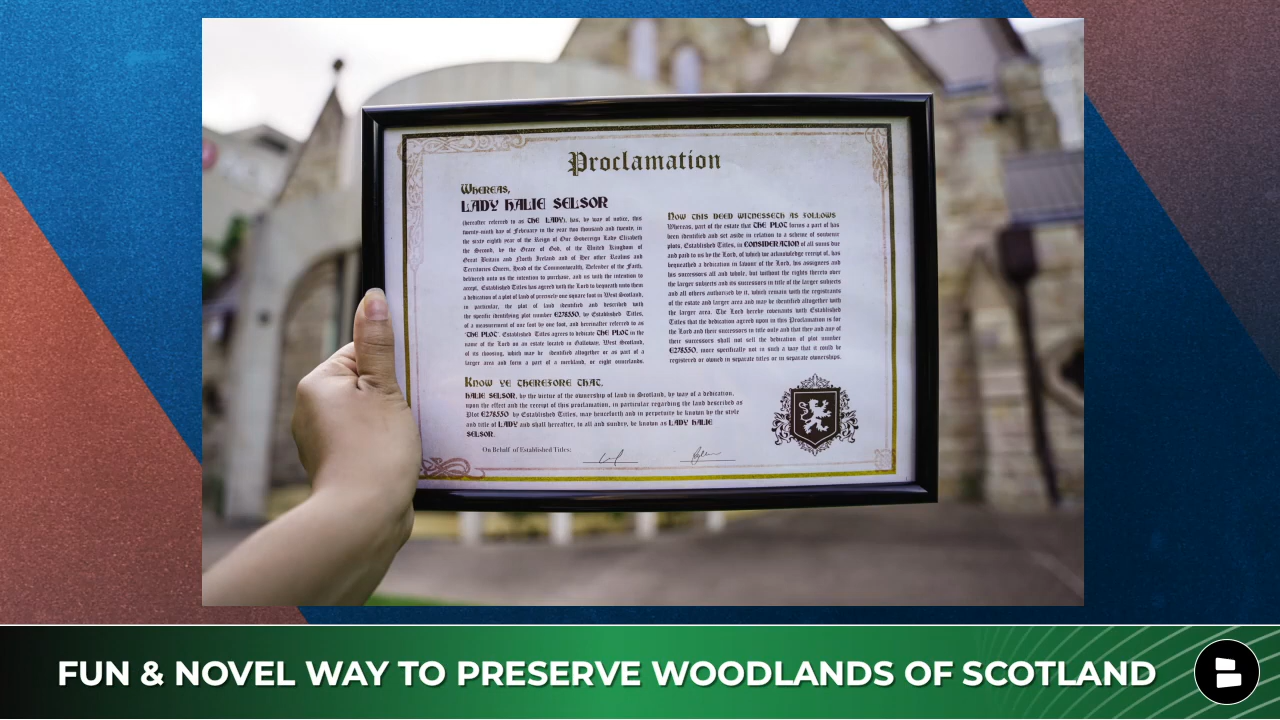 Proclamation
Whereas,
LADY HALIE SELSOR
(hereafter referred to as THE LADY), has, by way of notice, this
twenty-ninth day of February in the year two thousand and twenty, in
the sixty eighth year of the Reign of Our Sovereign Lady Elizabeth
the Second, by the Grace of God, of the United Kingdom of
Great Britain and North Ireland and of Her other Realms and
Territories Queen, Head of the Commonwealth, Defender of the Faith,
delivered unto us the intention to purchase, and us with the intention to
accept, Established Titles has agreed with the Lord to bequeath unto them
a dedication of a plot of land of precisely one square foot in West Scotland,
in particular, the plot of land identified and described with
the specific identifying plot number E278550, by Established Titles,
of a measurement of one foot by one foot, and hereinafter referred to as
"THE PLOT". Established Titles agrees to dedicate THE PLOT in the
name of the Lord on an estate located in Galloway, West Scotland,
of its choosing, which may be identified altogether or as part of a
larger area and form a part of a merkland, or eight ounzelands.
Now this deed witnesseth as follows
Whereas, part of the estate that THE PLOT forms a part of has
been identified and set aside in relation to a scheme of souvenir
plots, Established Titles, in CONSIDERATION of all sums due
and paid to us by the Lord, of which we acknowledge receipt of, has
bequeathed a dedication in favour of the Lord, his assignees and
his successors all and whole, but without the rights thereto over
the larger subjects and its successors in title of the larger subjects
and all others authorized by it, which remain with the registrants
of the estate and larger area and may be identified altogether with
the larger area. The Lord hereby covenants with Established
Titles that the dedication agreed upon in this Proclamation is for
the Lord and their successors in title only and that they and any of
their successors shall not sell the dedication of plot number
E278550, more specifically not in such a way that it could be
registered or owned in separate titles or in separate ownerships.
Know ye therefore that,
HALIE SELSOR, by the virtue of the ownership of land in Scotland, by way of a dedication,
upon the effect and the receipt of this proclamation, in particular regarding the land described as
Plot E278550 by Established Titles, may henceforth and in perpetuity be known by the style
and title of LADY and shall hereafter, to all and sundry, be known as LADY HALIE
SELSOR.
On Behalf of Established Titles:
FUN & NOVEL WAY TO PRESERVE WOODLANDS OF SCOTLAND